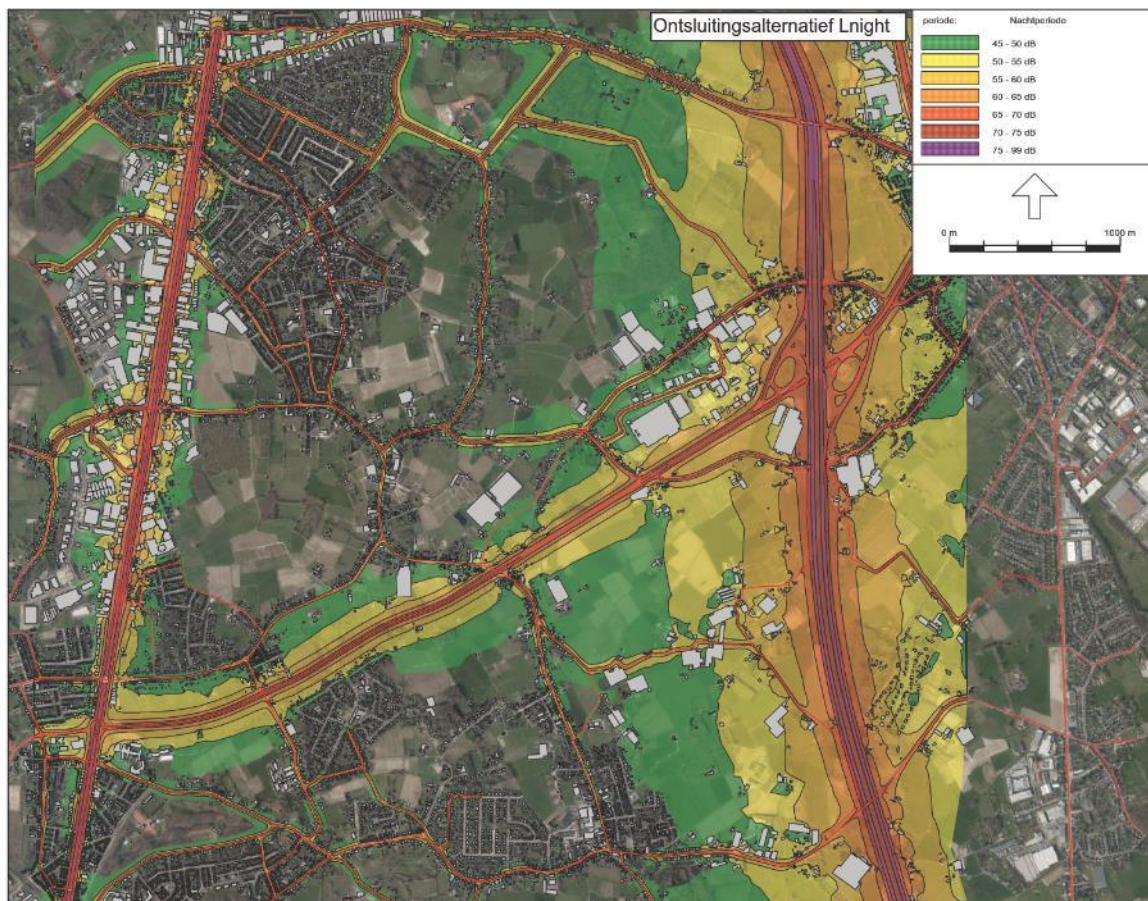 Ontsluitingsalternatief Lnight
periode: Nachtperiode
45 - 50 dB
50 - 55 dB
55 - 60 dB
60 - 65 dB
65 - 70 dB
70 - 75 dB
75 - 99 dB
0 m 1000 m